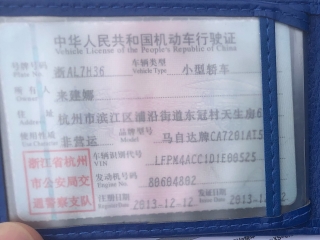 中华人民共和国机动车行驶证
Vehicle License of the People's Republic of China
号牌号码 浙AL7H36 车辆类型 小型轿车
Plate No. Vehicle Type
所有人 来建娜
Owner
住址 杭州市滨江区浦沿街道东冠村天生庙6
Address
使用性质 非营运 品牌型号 马自达牌CA7201AT5
Use Character Model
浙江省杭州市公安局交通警察支队
车辆识别代号 LFPM4ACC1D1E00525
VIN
发动机号码 80604802
Engine No.
注册日期 2013-12-12 发证日期 2013-12-12